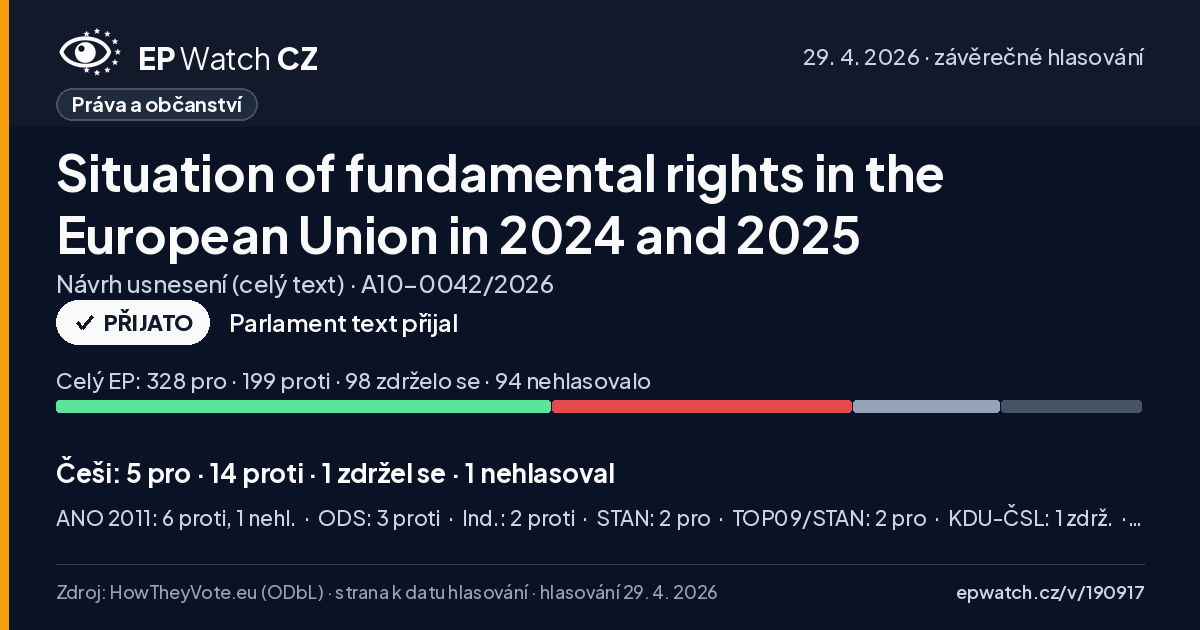 EP Watch CZ
29. 4. 2026 · závěrečné hlasování
Práva a občanství
Situation of fundamental rights in the
European Union in 2024 and 2025
Návrh usnesení (celý text) · A10–0042/2026
✓ PŘIJATO Parlament text přijal
Celý EP: 328 pro · 199 proti · 98 zdrželo se · 94 nehlasovalo
Češi: 5 pro · 14 proti · 1 zdržel se · 1 nehlasoval
ANO 2011: 6 proti, 1 nehl. · ODS: 3 proti · Ind.: 2 proti · STAN: 2 pro · TOP09/STAN: 2 pro · KDU-ČSL: 1 zdrž. ·…
Zdroj: HowTheyVote.eu (ODbL) · strana k datu hlasování · hlasování 29. 4. 2026
epwatch.cz/v/190917